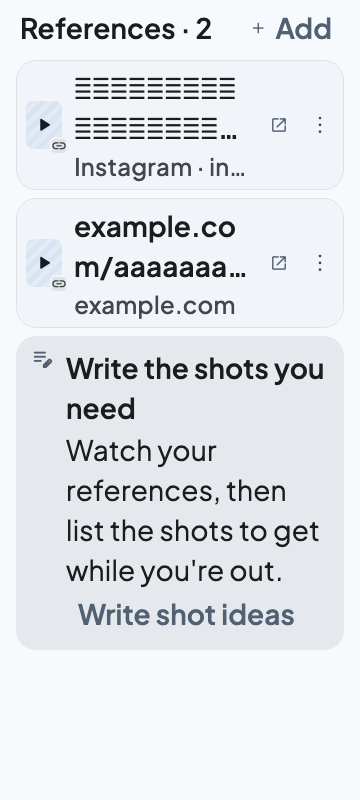 References · 2
+ Add
Instagram · in…
example.co
m/aaaaaaa…
example.com
Write the shots you
need
Watch your
references, then
list the shots to get
while you're out.
Write shot ideas